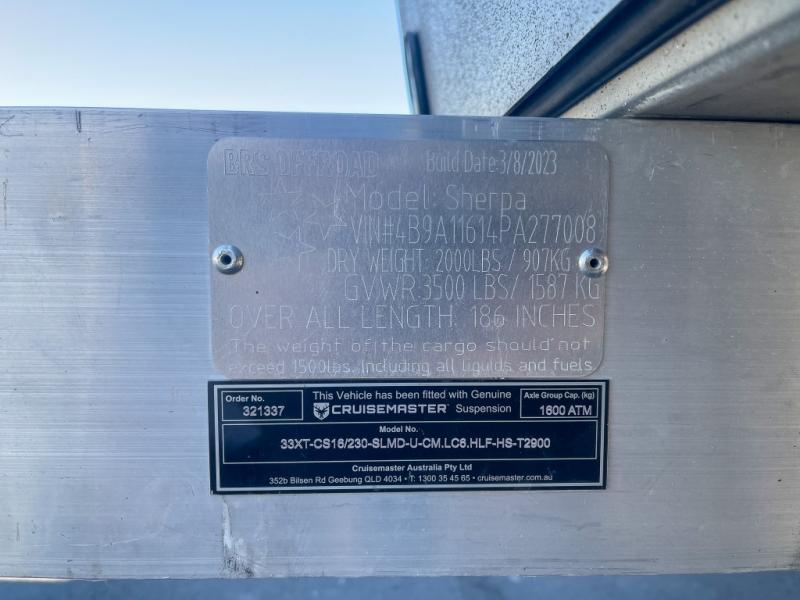 BRS OFFROAD Build Date:3/8/2023
Model: Sherpa
VIN#4B9A11614PA277008
DRY WEIGHT: 2000LBS / 907KG
GVWR:3500 LBS/ 1587 KG
OVER ALL LENGTH: 186 INCHES
The weight of the cargo should not
exceed 1500lbs. Including all liquids and fuels
Order No.
321337
This Vehicle has been fitted with Genuine
CRUISEMASTER Suspension
Axle Group Cap. (kg)
1600 ATM
Model No.
33XT-CS16/230-SLMD-U-CM.LC6.HLF-HS-T2900
Cruisemaster Australia Pty Ltd
352b Bilsen Rd Geebung QLD 4034 • T: 1300 35 45 65 • cruisemaster.com.au